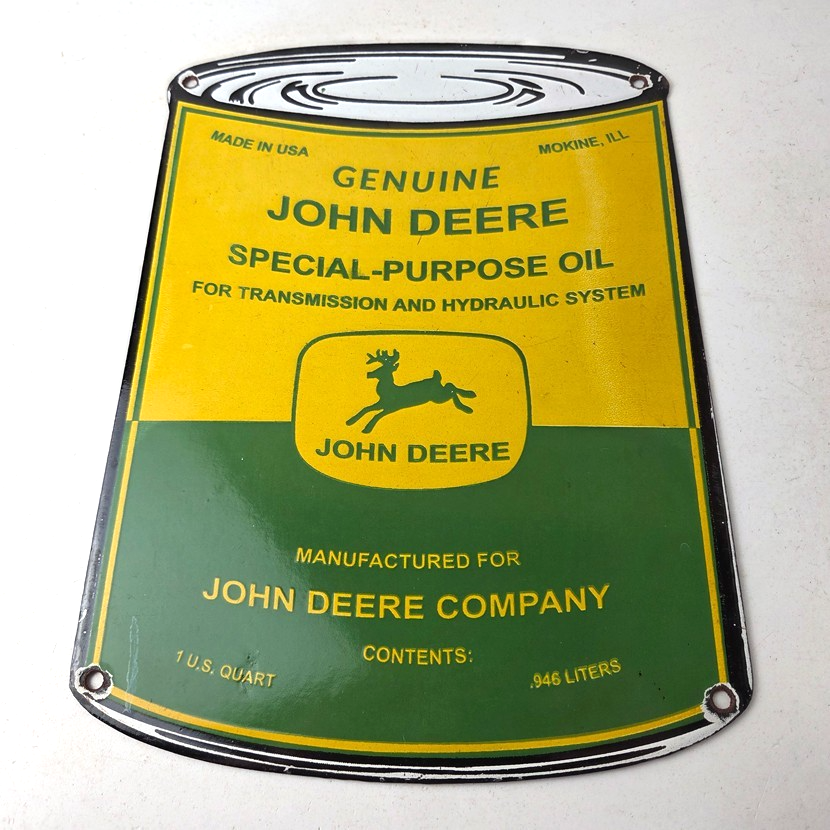 MADE IN USA
MOKINE, ILL
GENUINE
JOHN DEERE
SPECIAL-PURPOSE OIL
FOR TRANSMISSION AND HYDRAULIC SYSTEM
JOHN DEERE
MANUFACTURED FOR
JOHN DEERE COMPANY
CONTENTS:
1 U.S. QUART
.946 LITERS